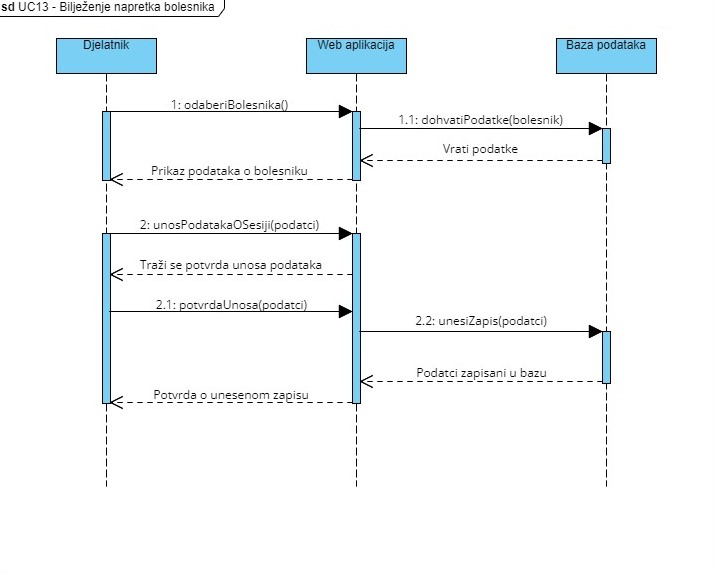 sd UC13 - Bilježenje napretka bolesnika
Djelatnik
Web aplikacija
Baza podataka
1: odaberiBolesnika()
1.1: dohvatiPodatke(bolesnik)
Vrati podatke
Prikaz podataka o bolesniku
2: unosPodatakaOSesiji(podatci)
Traži se potvrda unosa podataka
2.1: potvrdaUnosa(podatci)
2.2: unesiZapis(podatci)
Podatci zapisani u bazu
Potvrda o unesenom zapisu